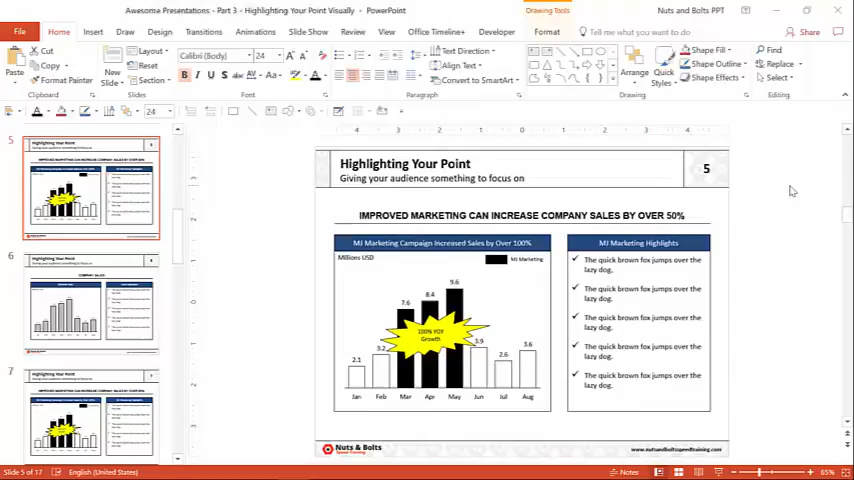 Awesome Presentations - Part 3 - Highlighting Your Point Visually - PowerPoint
Drawing Tools
Nuts and Bolts PPT
File Home Insert Draw Design Transitions Animations Slide Show Review View Office Timeline+ Developer Format Tell me what you want to do... Share
Paste
Cut
Copy
Format Painter
Clipboard
New Slide
Layout
Reset
Section
Slides
Calibri (Body) 24
B I U S abc AV Aa A
Font
Text Direction
Align Text
Convert to SmartArt
Paragraph
Arrange
Quick Styles
Shape Fill
Shape Outline
Shape Effects
Drawing
Find
Replace
Select
Editing
24
5
6
7
Highlighting Your Point
Giving your audience something to focus on
5
IMPROVED MARKETING CAN INCREASE COMPANY SALES BY OVER 50%
MJ Marketing Campaign Increased Sales by Over 100%
Millions USD
MJ Marketing
2.1 3.2 7.6 8.4 9.6 3.9 2.6 3.6
100% YOY
Growth
Jan Feb Mar Apr May Jun Jul Aug
MJ Marketing Highlights
✓ The quick brown fox jumps over the
lazy dog.
✓ The quick brown fox jumps over the
lazy dog.
✓ The quick brown fox jumps over the
lazy dog.
✓ The quick brown fox jumps over the
lazy dog.
✓ The quick brown fox jumps over the
lazy dog.
Nuts & Bolts
Speed Training
www.nutsandboltsspeedtraining.com
Slide 5 of 17 English (United States) Notes 65%